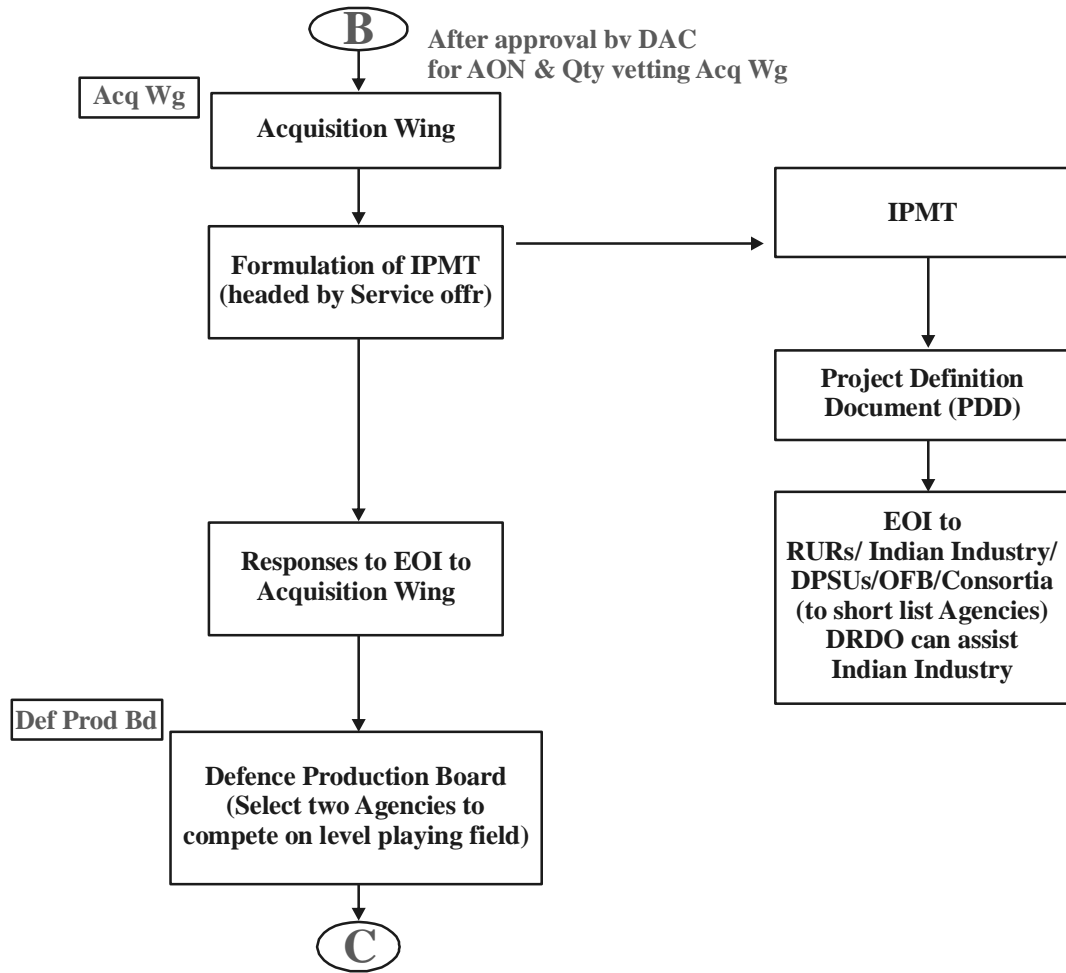 B
After approval bv DAC
for AON & Qty vetting Acq Wg
Acq Wg
Acquisition Wing
IPMT
Formulation of IPMT
(headed by Service offr)
Project Definition
Document (PDD)
EOI to
RURs/ Indian Industry/
DPSUs/OFB/Consortia
(to short list Agencies)
DRDO can assist
Indian Industry
Responses to EOI to
Acquisition Wing
Def Prod Bd
Defence Production Board
(Select two Agencies to
compete on level playing field)
C